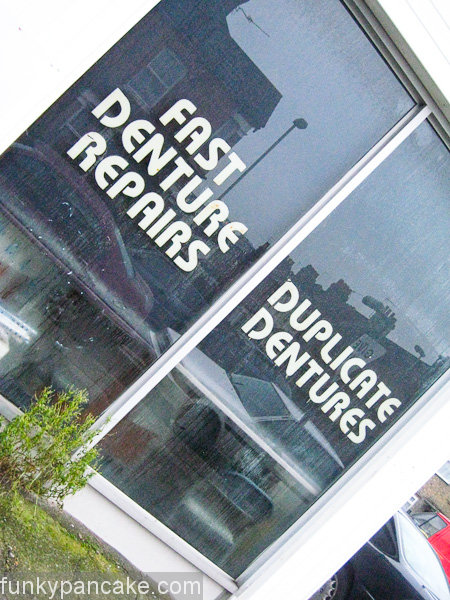 FAST
DENTURE
REPAIRS
DUPLICATE
DENTURES
funkypancake.com